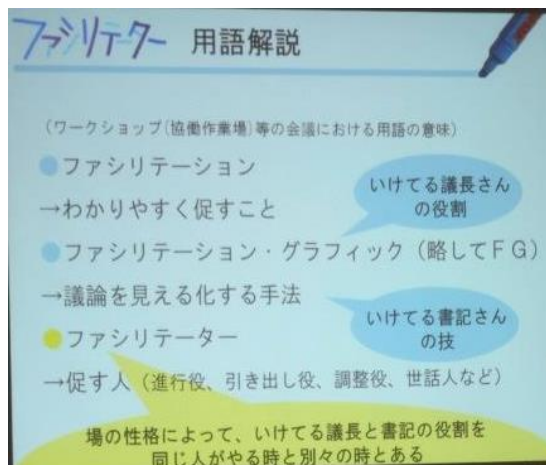 ファシリテーター 用語解説
(ワークショップ(協働作業場)等の会議における用語の意味)
●ファシリテーション
いけてる議長さん
の役割
→わかりやすく促すこと
●ファシリテーション・グラフィック(略してFG)
→議論を見える化する手法
いけてる書記さん
の技
●ファシリテーター
→促す人(進行役、引き出し役、調整役、世話人など)
場の性格によって、いけてる議長と書記の役割を
同じ人がやる時と別々の時とある